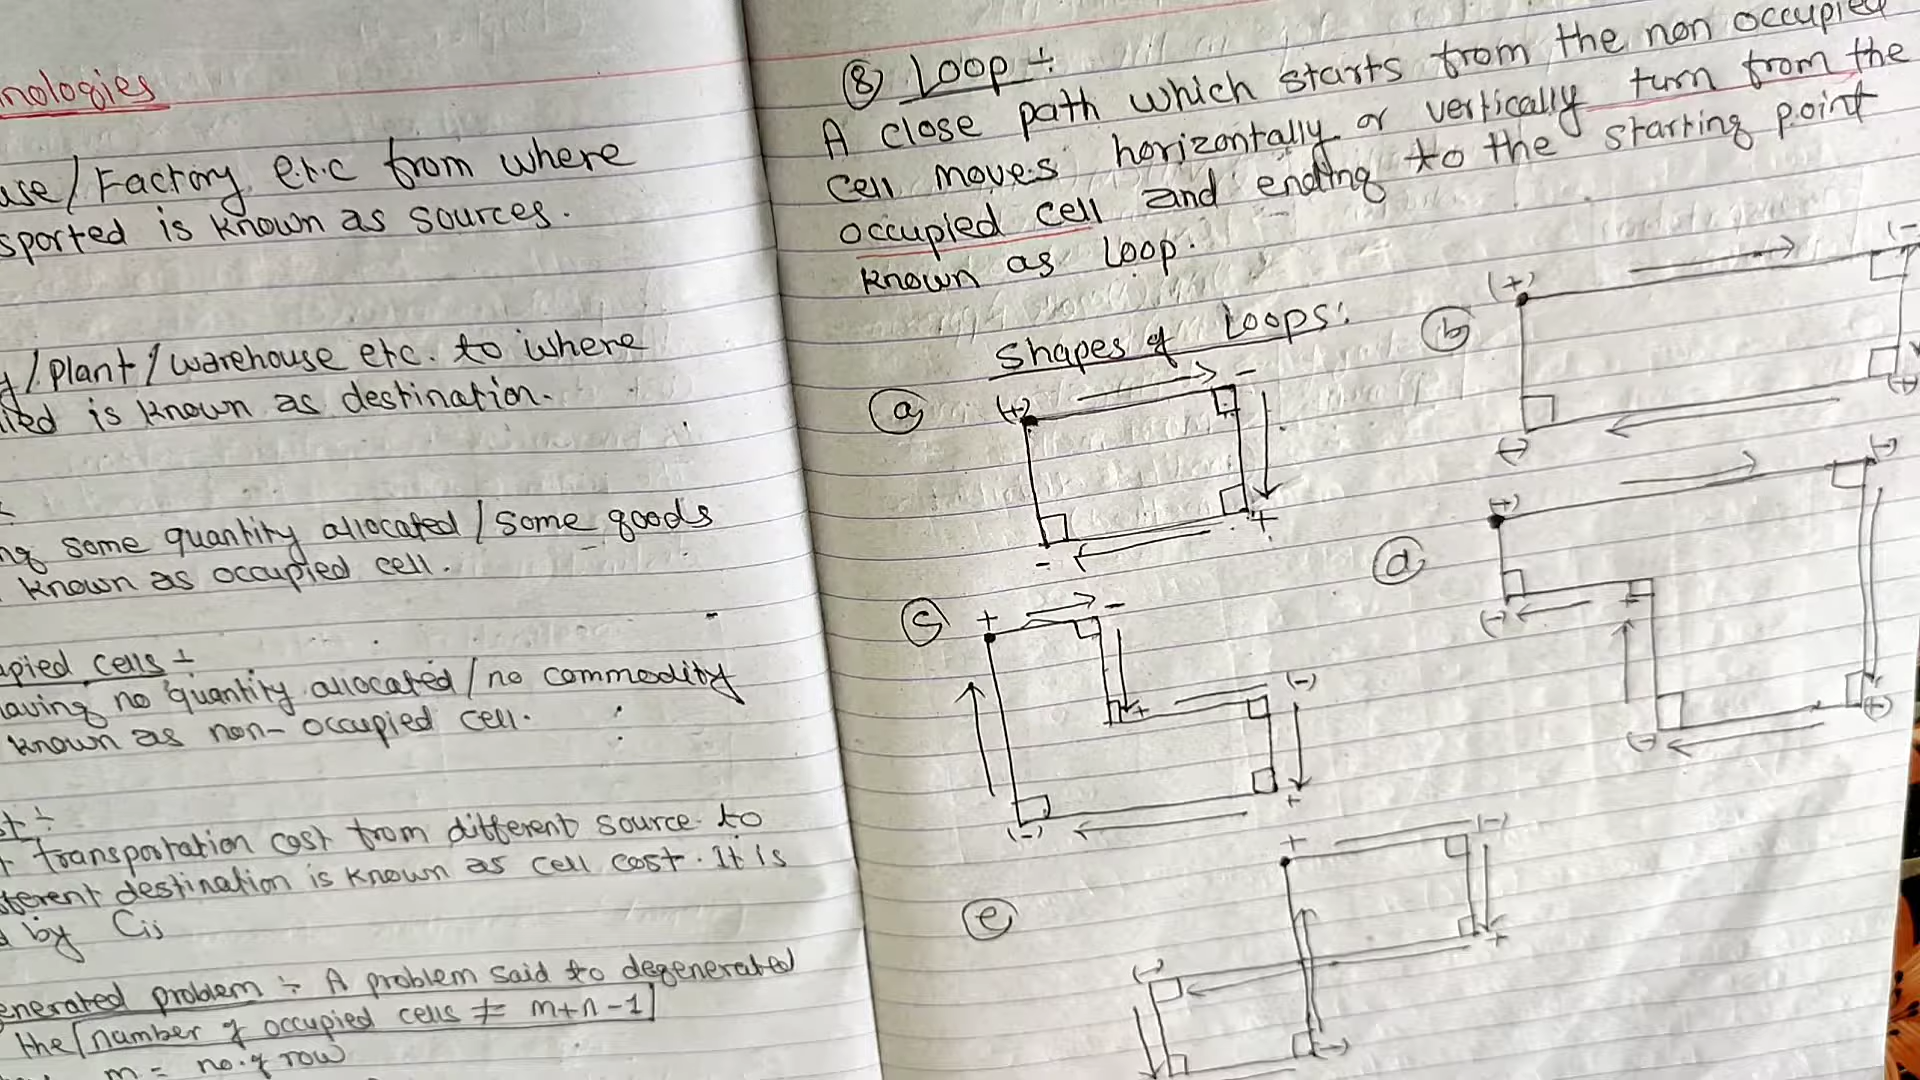 nologies
use/Factory etc from where
sported is known as sources.
/plant/warehouse etc. to where
lied is known as destination.
ng some quantity allocated/some goods
known as occupied cell.
upied cells ÷
aving no quantity allocated/no commodity
known as non-occupied cell.
st ÷
transportation cost from different source to
fferent destination is known as cell cost. It is
by Cij
enerated problem ÷ A problem said to degenerated
the number of occupied cells ≠ m+n-1
m = no. of row
⑧ Loop ÷
A close path which starts from the non occupied
cell moves horizontally or vertically turn from the
occupied cell and ending to the starting point
known as loop.
Shapes of Loops:
ⓐ (+) - + -
ⓑ (+) (-) (+) (-)
ⓒ + - + (-) + (-)
ⓓ (+) (-) (+) (-) + (-)
ⓔ + (-) + (-) (-)